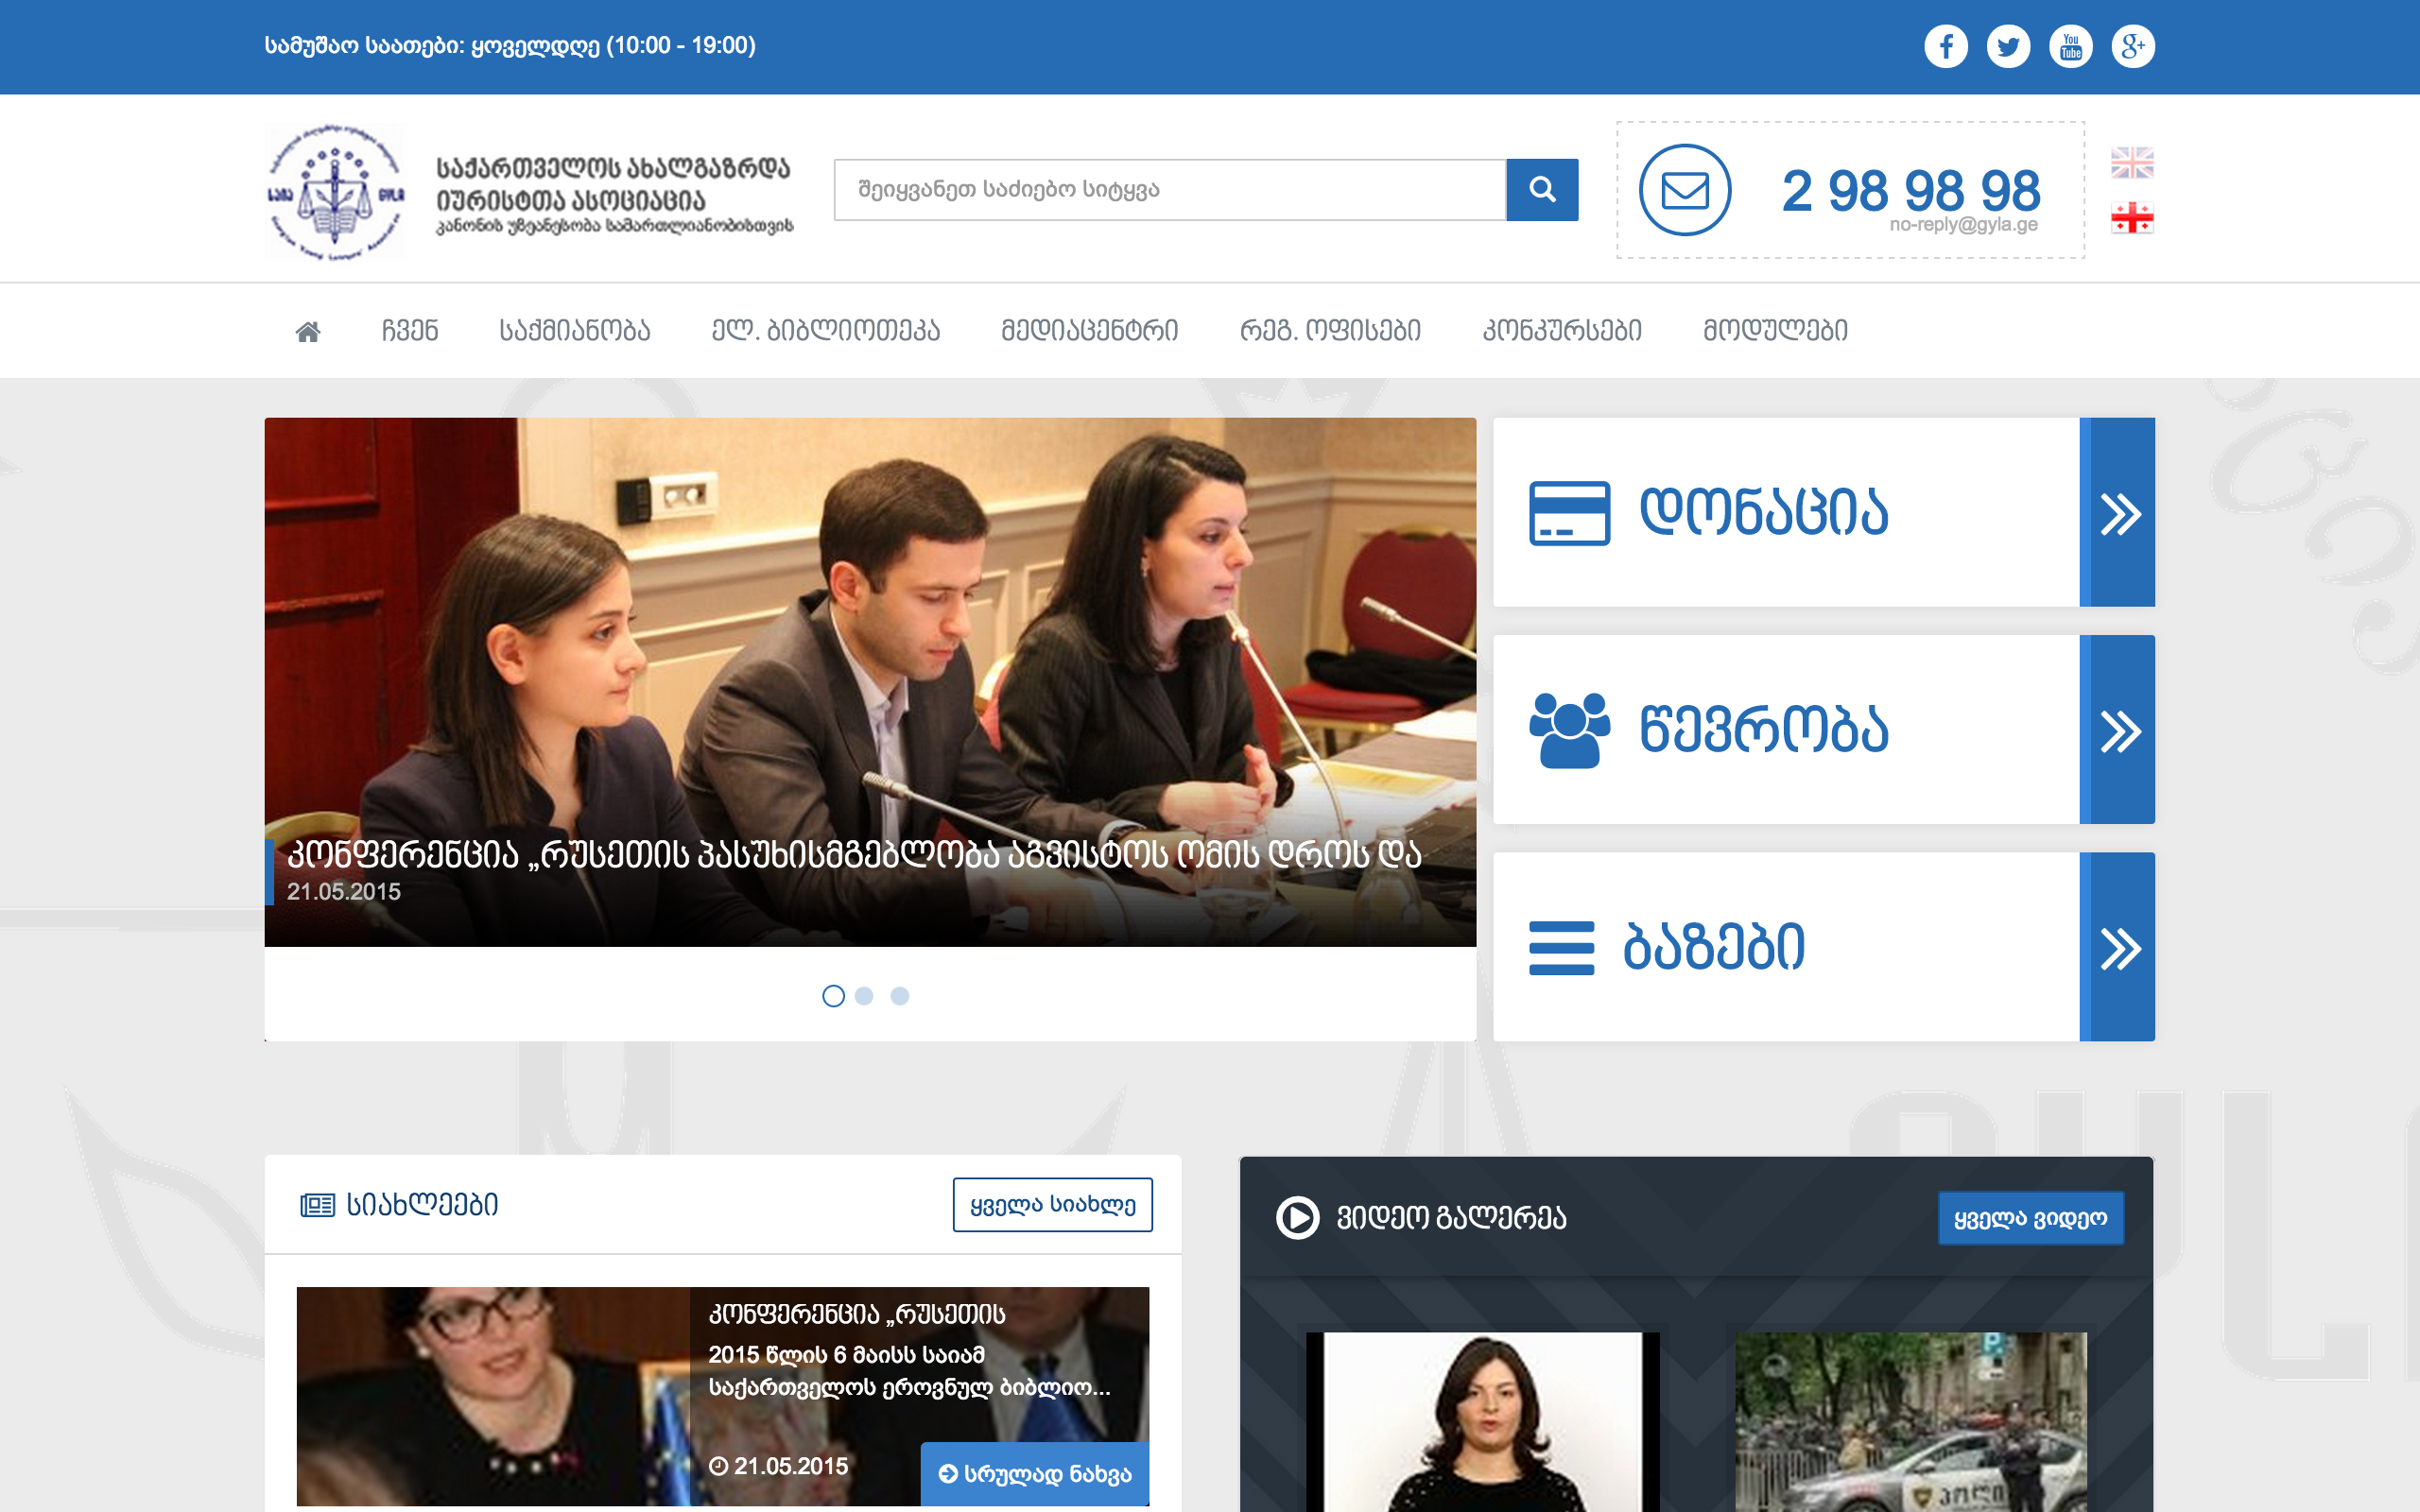 სამუშაო საათები: ყოველდღე (10:00 - 19:00)
საია GYLA
საქართველოს ახალგაზრდა
იურისტთა ასოციაცია
კანონის უზენაესობა სამართლიანობისთვის
შეიყვანეთ საძიებო სიტყვა
2 98 98 98
no-reply@gyla.ge
ჩვენ საქმიანობა ელ. ბიბლიოთეკა მედიაცენტრი რეგ. ოფისები კონკურსები მოდულები
კონფერენცია „რუსეთის პასუხისმგებლობა აგვისტოს ომის დროს და
21.05.2015
დონაცია
წევრობა
ბაზები
სიახლეები
ყველა სიახლე
კონფერენცია „რუსეთის
2015 წლის 6 მაისს საიამ
საქართველოს ეროვნულ ბიბლიო...
21.05.2015
სრულად ნახვა
ვიდეო გალერეა
ყველა ვიდეო